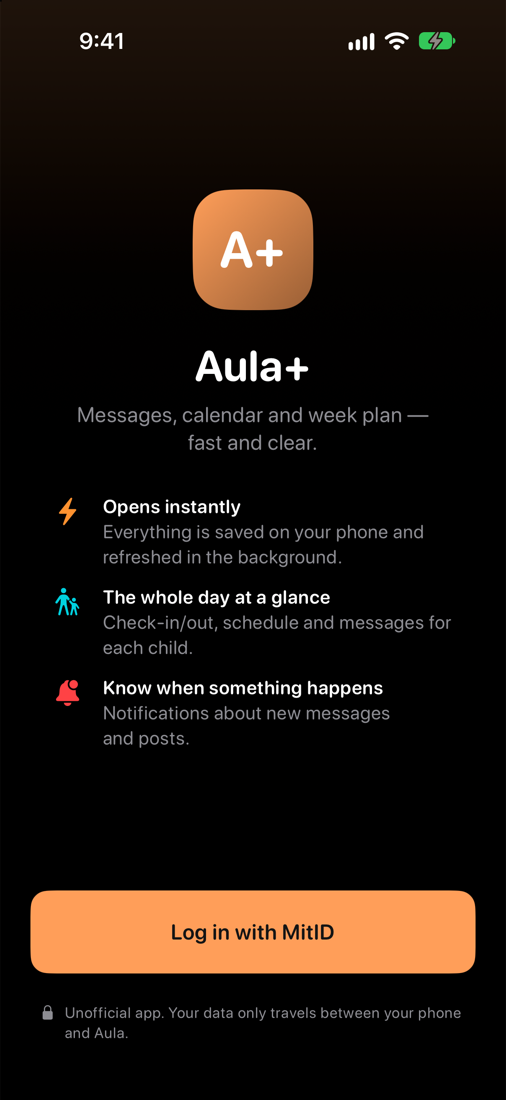 9:41
A+
Aula+
Messages, calendar and week plan —
fast and clear.
Opens instantly
Everything is saved on your phone and
refreshed in the background.
The whole day at a glance
Check-in/out, schedule and messages for
each child.
Know when something happens
Notifications about new messages
and posts.
Log in with MitID
Unofficial app. Your data only travels between your phone
and Aula.